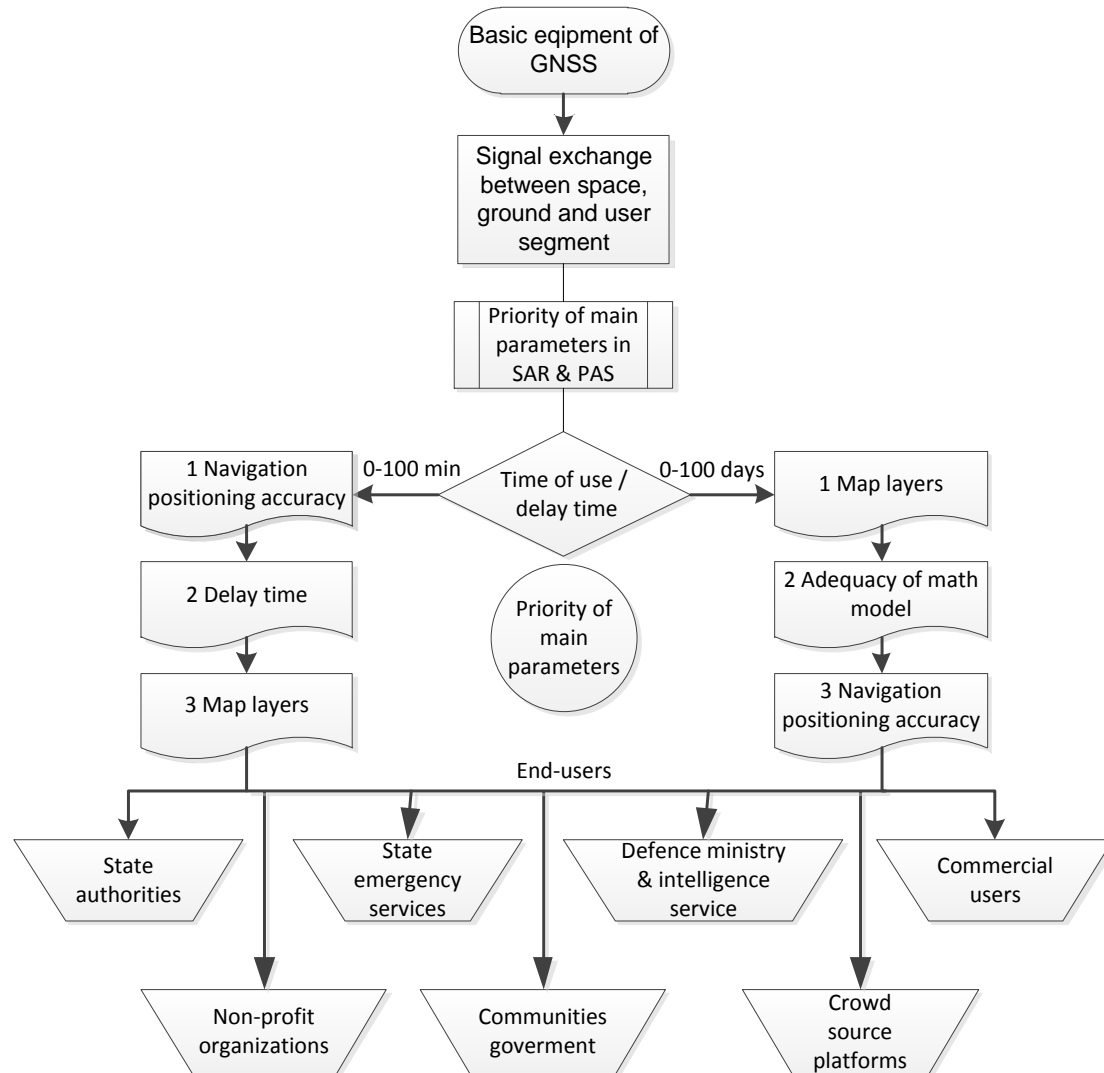 Basic eqipment of
GNSS
Signal exchange
between space,
ground and user
segment
Priority of main
parameters in
SAR & PAS
0-100 min
Time of use /
delay time
0-100 days
1 Navigation
positioning accuracy
1 Map layers
2 Delay time
Priority of
main
parameters
2 Adequacy of math
model
3 Map layers
3 Navigation
positioning accuracy
End-users
State
authorities
State
emergency
services
Defence ministry
& intelligence
service
Commercial
users
Non-profit
organizations
Communities
goverment
Crowd
source
platforms